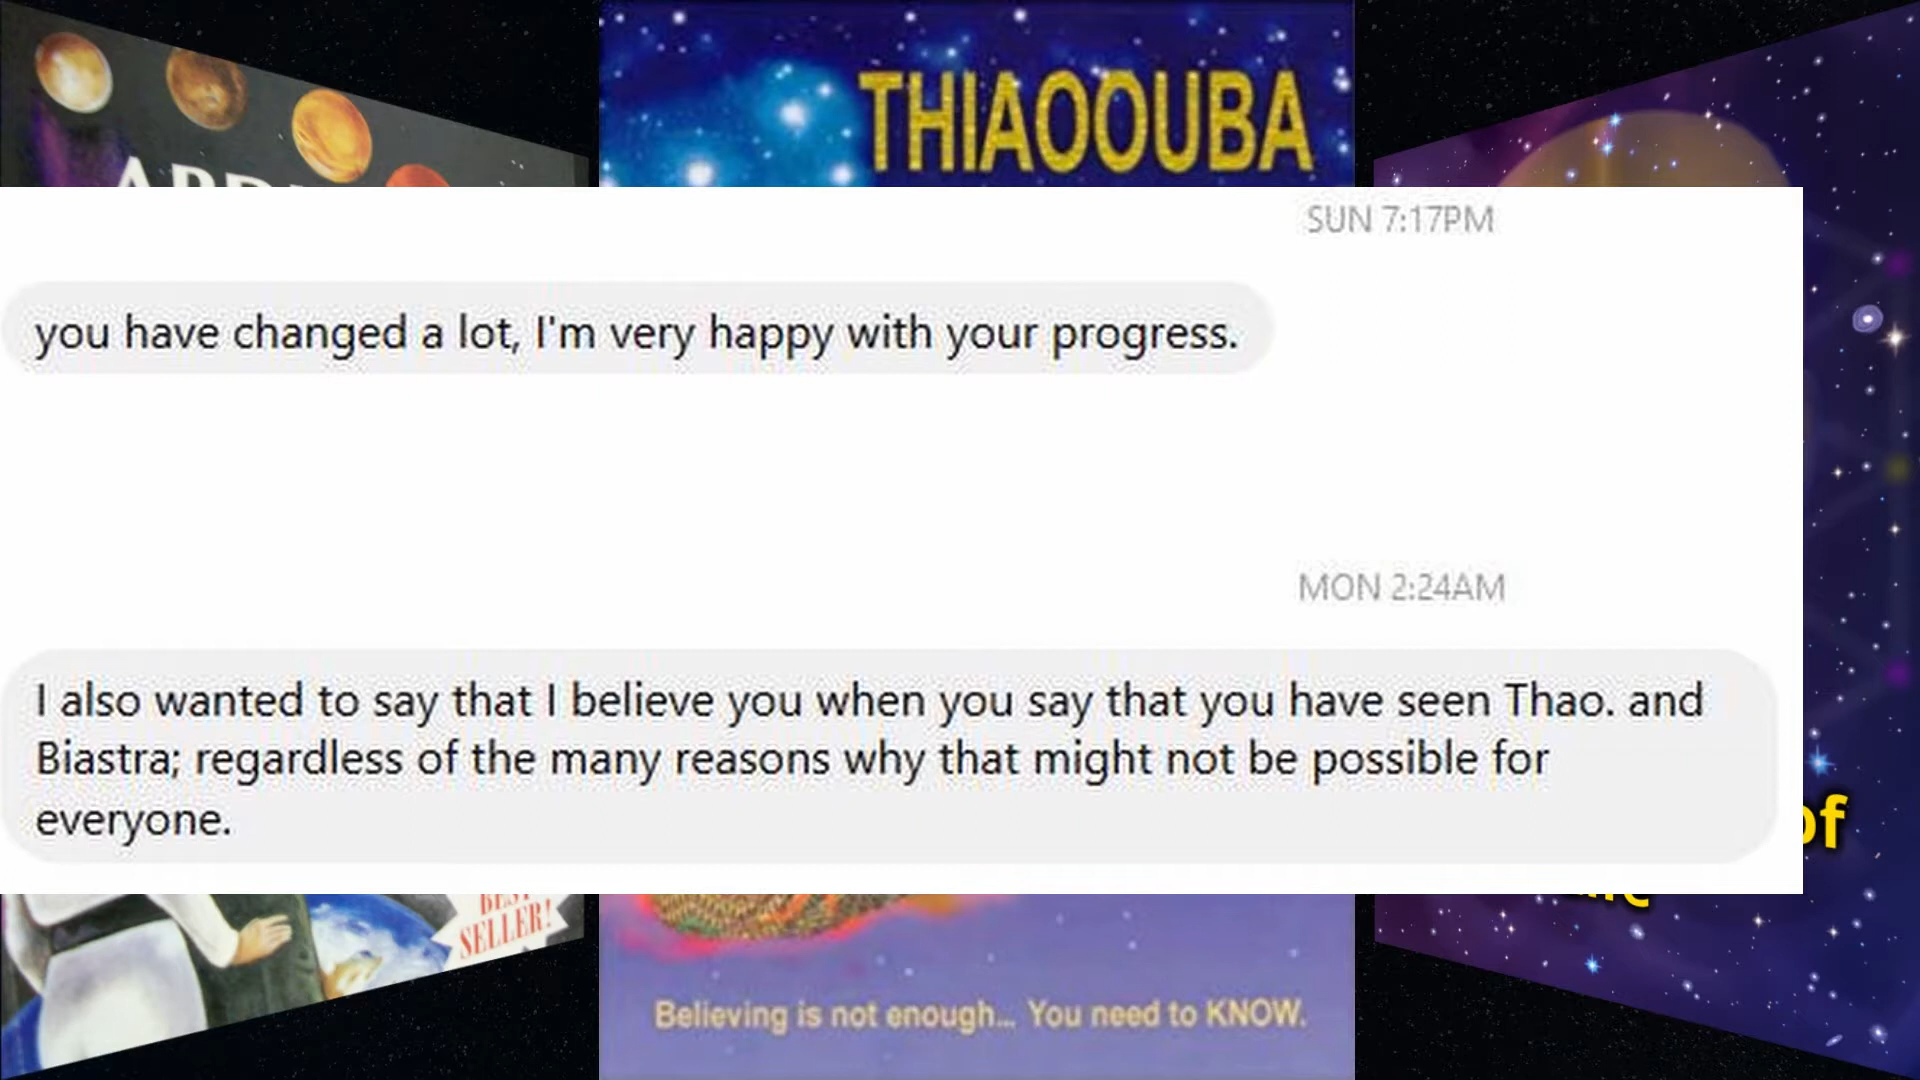 THIAOOUBA
SUN 7:17PM
you have changed a lot, I'm very happy with your progress.
MON 2:24AM
I also wanted to say that I believe you when you say that you have seen Thao. and
Biastra; regardless of the many reasons why that might not be possible for
everyone.
of
BEST
SELLER!
Believing is not enough... You need to KNOW.